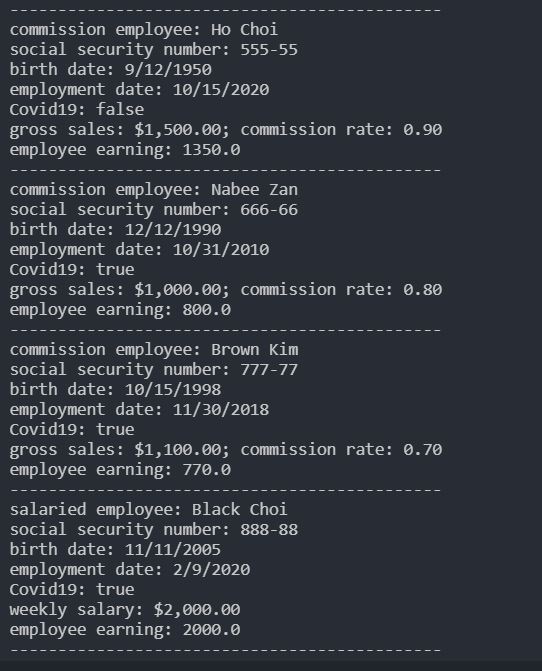 ---------------------------------------------
commission employee: Ho Choi
social security number: 555-55
birth date: 9/12/1950
employment date: 10/15/2020
Covid19: false
gross sales: $1,500.00; commission rate: 0.90
employee earning: 1350.0
---------------------------------------------
commission employee: Nabee Zan
social security number: 666-66
birth date: 12/12/1990
employment date: 10/31/2010
Covid19: true
gross sales: $1,000.00; commission rate: 0.80
employee earning: 800.0
---------------------------------------------
commission employee: Brown Kim
social security number: 777-77
birth date: 10/15/1998
employment date: 11/30/2018
Covid19: true
gross sales: $1,100.00; commission rate: 0.70
employee earning: 770.0
---------------------------------------------
salaried employee: Black Choi
social security number: 888-88
birth date: 11/11/2005
employment date: 2/9/2020
Covid19: true
weekly salary: $2,000.00
employee earning: 2000.0
---------------------------------------------